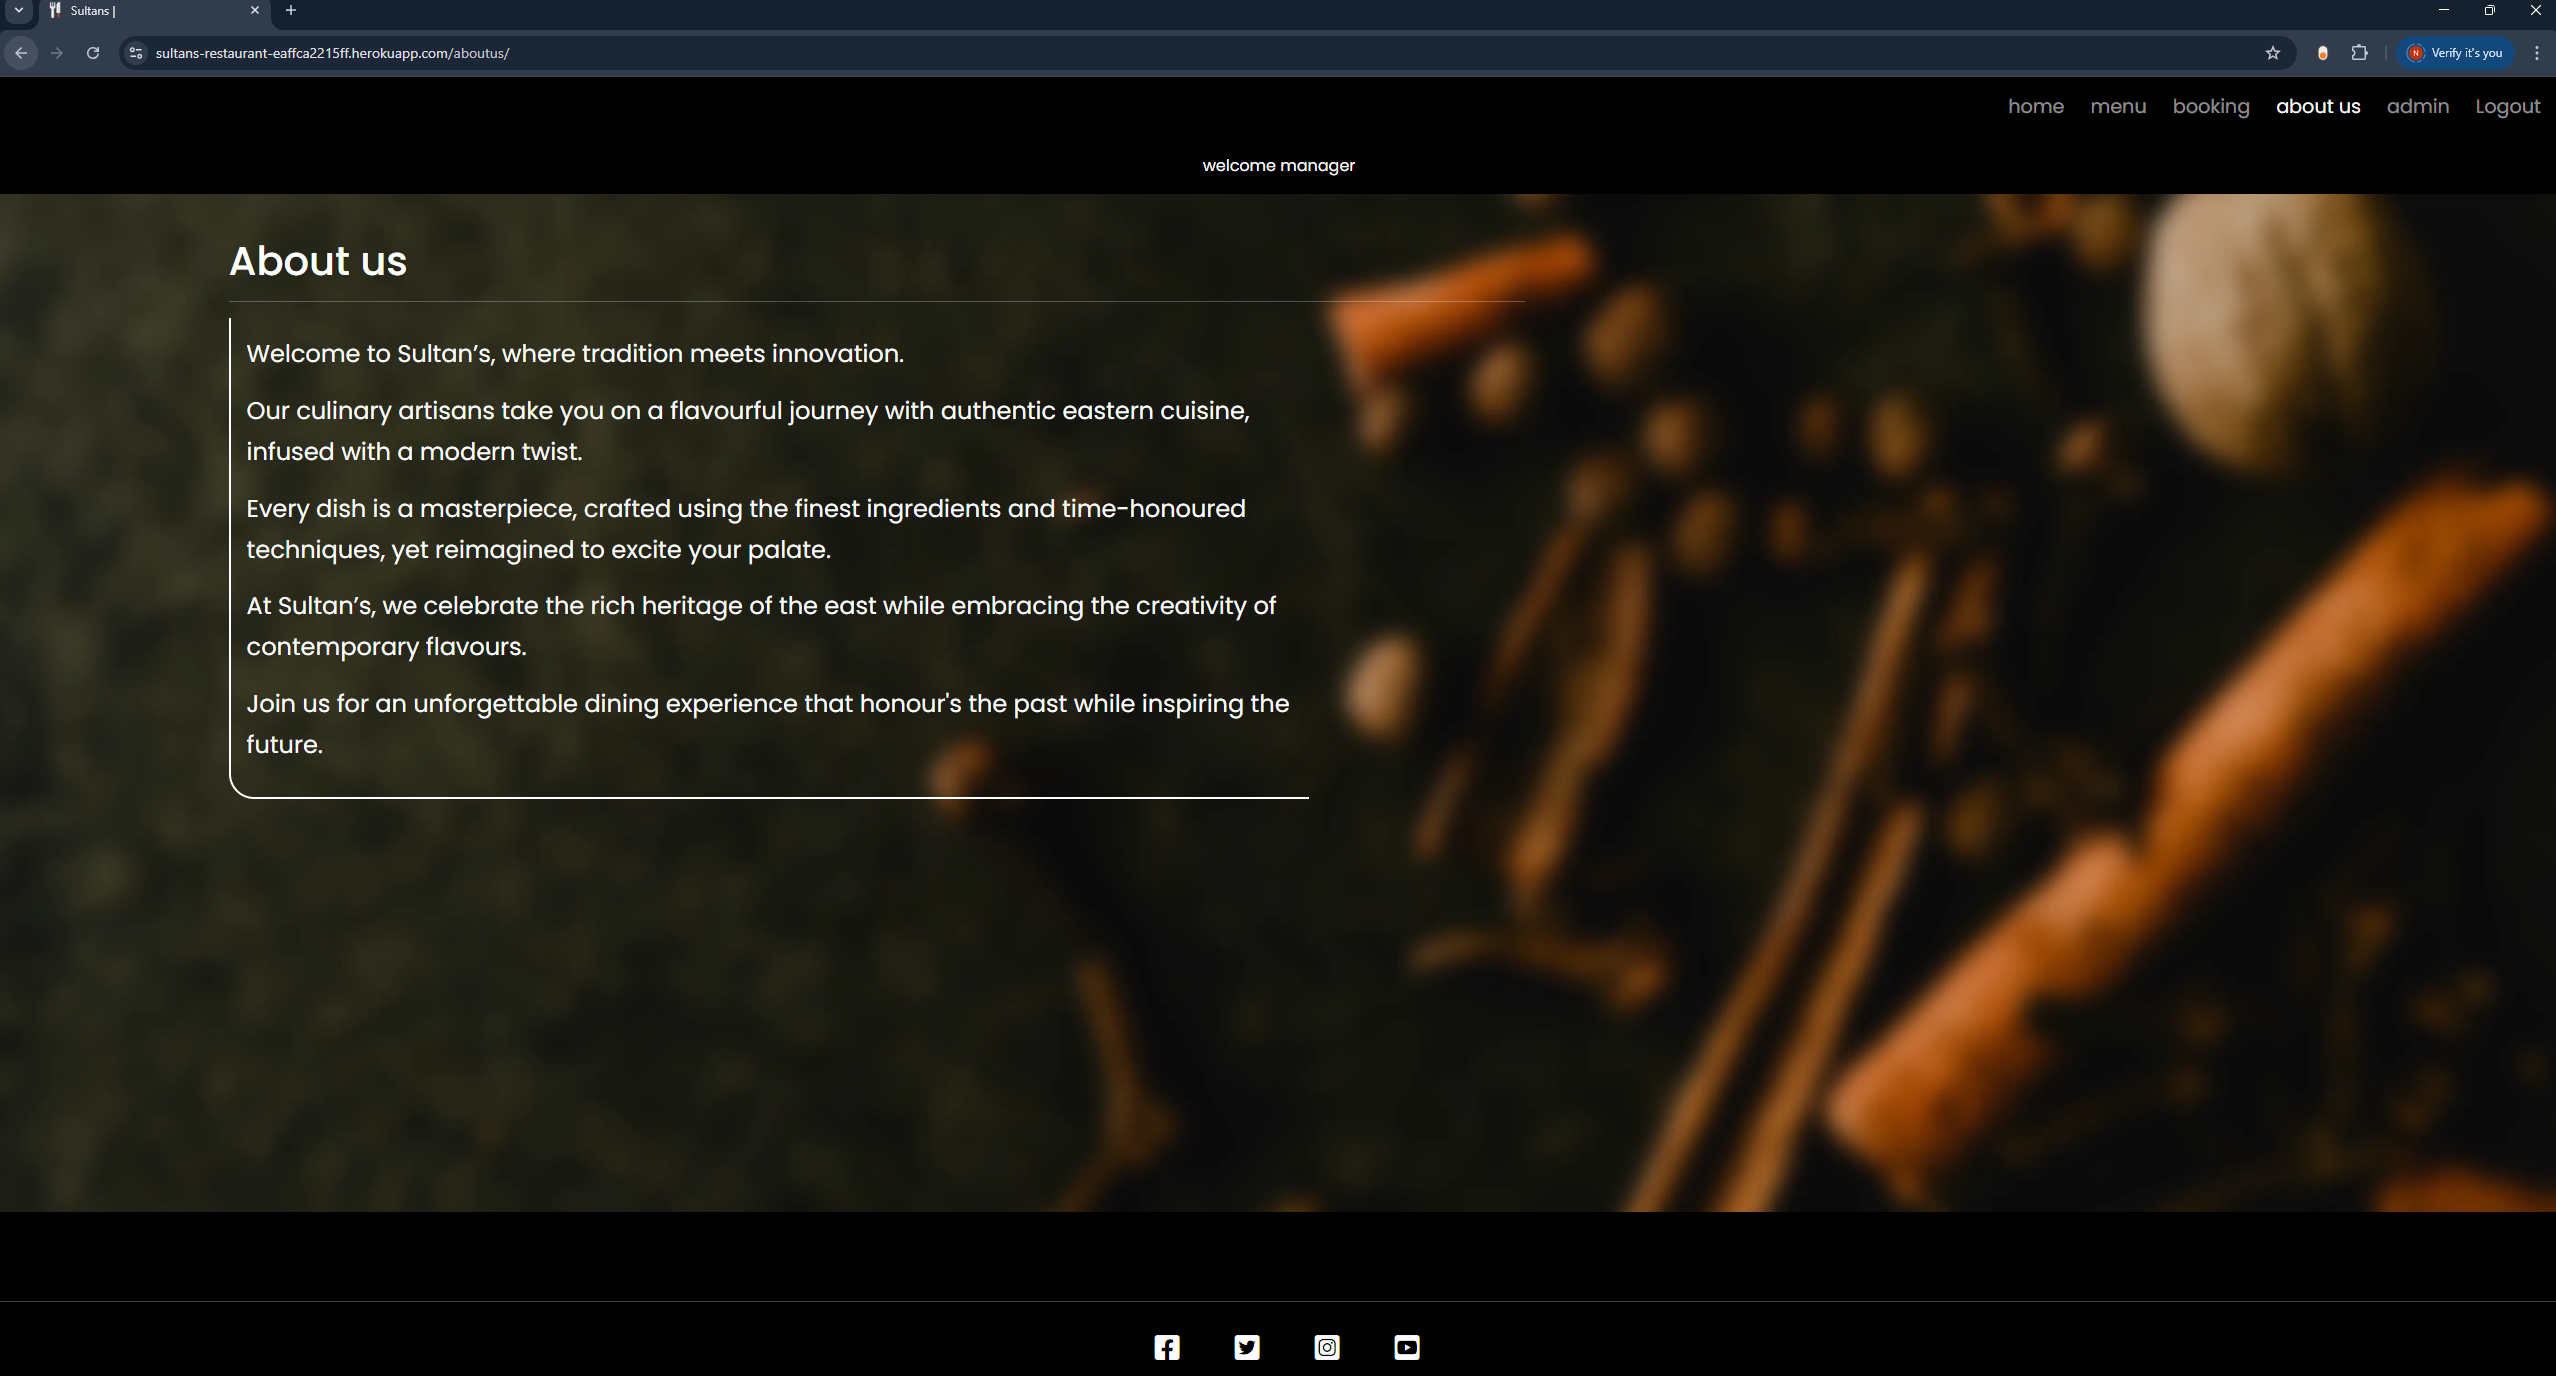 Sultans |
sultans-restaurant-eaffca2215ff.herokuapp.com/aboutus/
N Verify it's you
home menu booking about us admin Logout
welcome manager
About us
Welcome to Sultan’s, where tradition meets innovation.
Our culinary artisans take you on a flavourful journey with authentic eastern cuisine,
infused with a modern twist.
Every dish is a masterpiece, crafted using the finest ingredients and time-honoured
techniques, yet reimagined to excite your palate.
At Sultan’s, we celebrate the rich heritage of the east while embracing the creativity of
contemporary flavours.
Join us for an unforgettable dining experience that honour's the past while inspiring the
future.